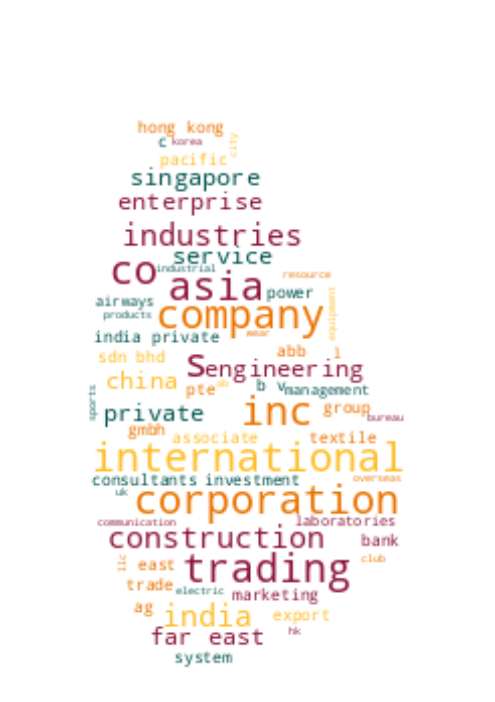 hong kong
c korea city
pacific
singapore
enterprise
industries
service
co industrial
asia resource
airways power
products company equipment
india private wear
sdn bhd abb l
s engineering
china pte ab b v management
sports private inc group bureau
gmbh associate textile
international
consultants investment overseas
uk corporation
communication laboratories
construction bank
llc east trading club
trade electric marketing
ag india export
far east hk
system